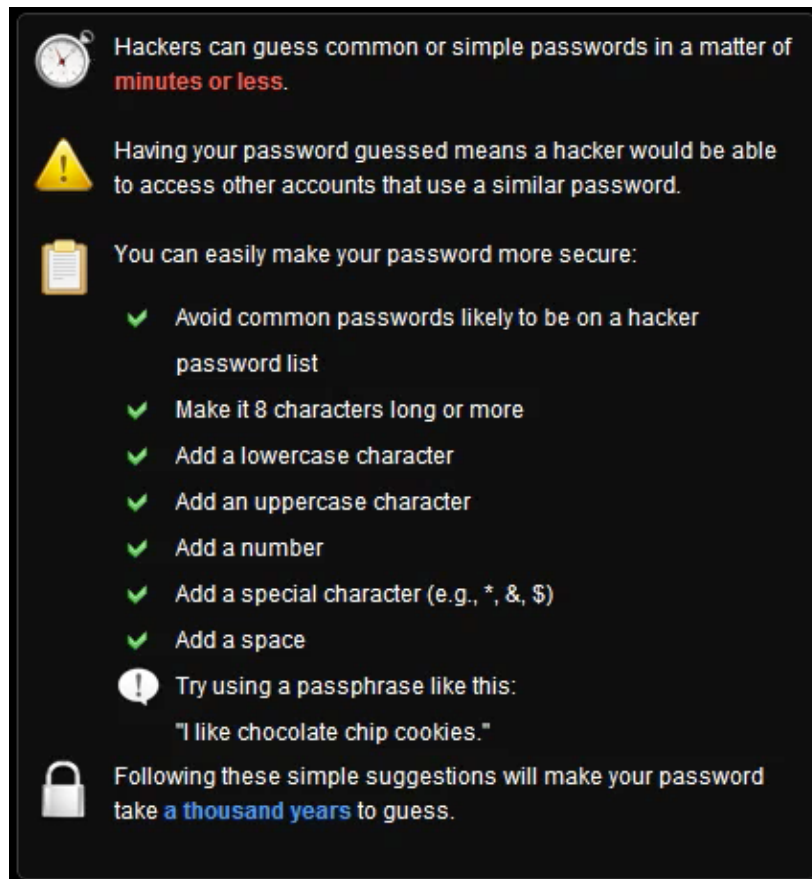 Hackers can guess common or simple passwords in a matter of
minutes or less.
Having your password guessed means a hacker would be able
to access other accounts that use a similar password.
You can easily make your password more secure:
Avoid common passwords likely to be on a hacker
password list
Make it 8 characters long or more
Add a lowercase character
Add an uppercase character
Add a number
Add a special character (e.g., *, &, $)
Add a space
Try using a passphrase like this:
"I like chocolate chip cookies."
Following these simple suggestions will make your password
take a thousand years to guess.